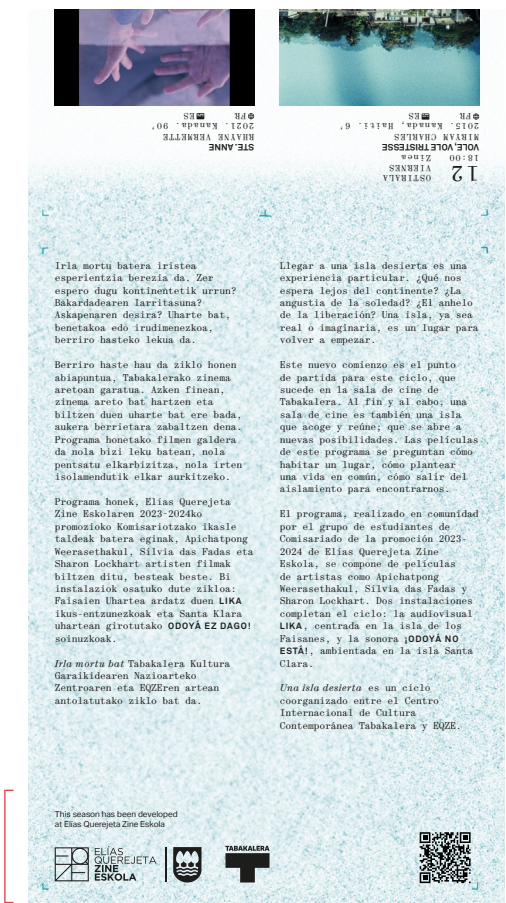 12
OSTIRALA
VIERNES
18:00 Zinea
VOLE, VOLE TRISTESSE
MIRYAM CHARLES
2015. Kanada, Haiti. 6'
FR ES
STE. ANNE
RHAYNE VERMETTE
2021. Kanada. 90'
FR ES
Irla mortu batera iristea
esperientzia berezia da. Zer
espero dugu kontinentetik urrun?
Bakardadearen larritasuna?
Askapenaren desira? Uharte bat,
benetakoa edo irudimenezkoa,
berriro hasteko lekua da.
Berriro haste hau da ziklo honen
abiapuntua, Tabakalerako zinema
aretoan garatua. Azken finean,
zinema areto bat hartzen eta
biltzen duen uharte bat ere bada,
aukera berrietara zabaltzen dena.
Programa honetako filmen galdera
da nola bizi leku batean, nola
pentsatu elkarbizitza, nola irten
isolamendutik elkar aurkitzeko.
Programa honek, Elías Querejeta
Zine Eskolaren 2023-2024ko
promozioko Komisariotzako ikasle
taldeak batera eginak, Apichatpong
Weerasethakul, Sílvia das Fadas eta
Sharon Lockhart artisten filmak
biltzen ditu, besteak beste. Bi
instalaziok osatuko dute zikloa:
Faisaien Uhartea ardatz duen LIKA
ikus-entzunezkoak eta Santa Klara
uhartean girotutako ODOYÁ EZ DAGO!
soinuzkoak.
Irla mortu bat Tabakalera Kultura
Garaikidearen Nazioarteko
Zentroaren eta EQZEren artean
antolatutako ziklo bat da.
Llegar a una isla desierta es una
experiencia particular. ¿Qué nos
espera lejos del continente? ¿La
angustia de la soledad? ¿El anhelo
de la liberación? Una isla, ya sea
real o imaginaria, es un lugar para
volver a empezar.
Este nuevo comienzo es el punto
de partida para este ciclo, que
sucede en la sala de cine de
Tabakalera. Al fin y al cabo, una
sala de cine es también una isla
que acoge y reúne; que se abre a
nuevas posibilidades. Las películas
de este programa se preguntan cómo
habitar un lugar, cómo plantear
una vida en común, cómo salir del
aislamiento para encontrarnos.
El programa, realizado en comunidad
por el grupo de estudiantes de
Comisariado de la promoción 2023-
2024 de Elías Querejeta Zine
Eskola, se compone de películas
de artistas como Apichatpong
Weerasethakul, Sílvia das Fadas y
Sharon Lockhart. Dos instalaciones
completan el ciclo: la audiovisual
LIKA, centrada en la isla de los
Faisanes, y la sonora ¡ODOYÁ NO
ESTÁ!, ambientada en la isla Santa
Clara.
Una isla desierta es un ciclo
coorganizado entre el Centro
Internacional de Cultura
Contemporánea Tabakalera y EQZE.
This season has been developed
at Elías Querejeta Zine Eskola
ELÍAS
QUEREJETA
ZINE
ESKOLA
TABAKALERA